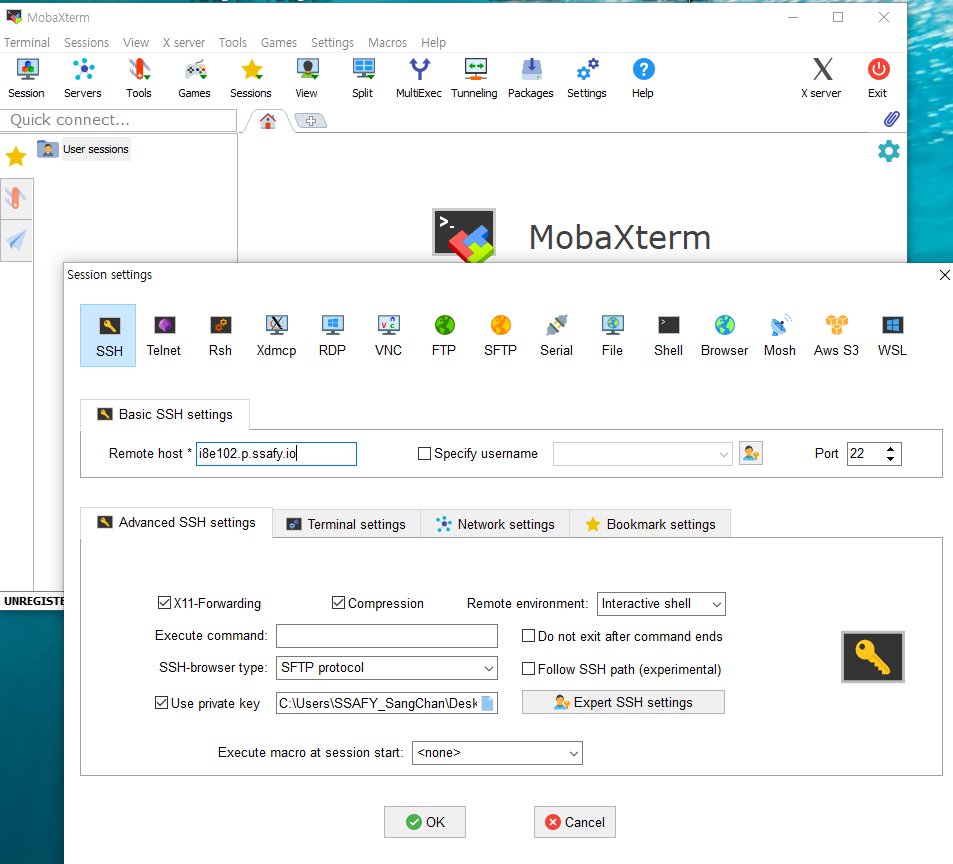 MobaXterm
Terminal Sessions View X server Tools Games Settings Macros Help
Session Servers Tools Games Sessions View Split MultiExec Tunneling Packages Settings Help X server Exit
Quick connect...
User sessions
>_
MobaXterm
Session settings
SSH Telnet Rsh Xdmcp RDP VNC FTP SFTP Serial File Shell Browser Mosh Aws S3 WSL
Basic SSH settings
Remote host * i8e102.p.ssafy.io Specify username Port 22
Advanced SSH settings Terminal settings Network settings Bookmark settings
UNREGISTE
X11-Forwarding Compression Remote environment: Interactive shell
Execute command: Do not exit after command ends
SSH-browser type: SFTP protocol Follow SSH path (experimental)
Use private key C:\Users\SSAFY_SangChan\Desk Expert SSH settings
Execute macro at session start: <none>
OK Cancel